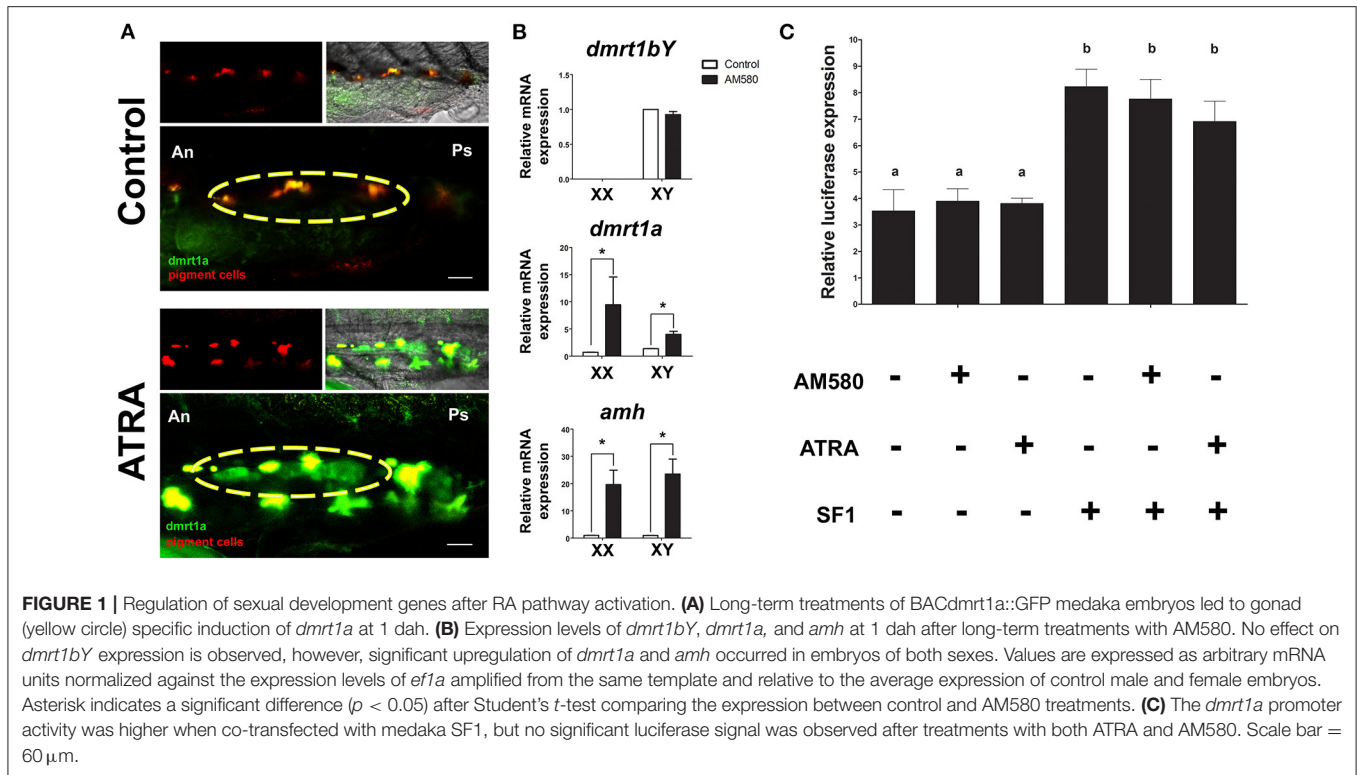 A
Control
An
Ps
dmrt1a
pigment cells
ATRA
An
Ps
dmrt1a
pigment cells
B
dmrt1bY
Control
AM580
Relative mRNA
expression
1.5
1.0
0.5
0.0
XX
XY
dmrt1a
Relative mRNA
expression
20
15
10
5
0
*
*
XX
XY
amh
Relative mRNA
expression
40
30
20
10
0
*
*
XX
XY
C
Relative luciferase expression
10
9
8
7
6
5
4
3
2
1
0
a a a b b b
AM580 - + - - + -
ATRA - - + - - +
SF1 - - - + + +
FIGURE 1 | Regulation of sexual development genes after RA pathway activation. (A) Long-term treatments of BACdmrt1a::GFP medaka embryos led to gonad
(yellow circle) specific induction of dmrt1a at 1 dah. (B) Expression levels of dmrt1bY, dmrt1a, and amh at 1 dah after long-term treatments with AM580. No effect on
dmrt1bY expression is observed, however, significant upregulation of dmrt1a and amh occurred in embryos of both sexes. Values are expressed as arbitrary mRNA
units normalized against the expression levels of ef1a amplified from the same template and relative to the average expression of control male and female embryos.
Asterisk indicates a significant difference (p < 0.05) after Student's t-test comparing the expression between control and AM580 treatments. (C) The dmrt1a promoter
activity was higher when co-transfected with medaka SF1, but no significant luciferase signal was observed after treatments with both ATRA and AM580. Scale bar =
60 μm.